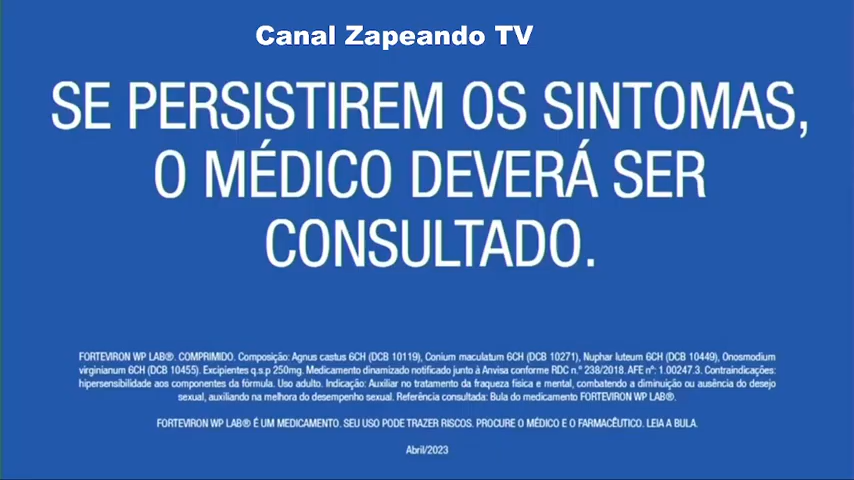 Canal Zapeando TV
SE PERSISTIREM OS SINTOMAS,
O MÉDICO DEVERÁ SER
CONSULTADO.
FORTEVIRON WP LAB®. COMPRIMIDO. Composição: Agnus castus 6CH (DCB 10119), Conium maculatum 6CH (DCB 10271), Nuphar luteum 6CH (DCB 10449), Onosmodium
virginianum 6CH (DCB 10455). Excipientes q.s.p 250mg. Medicamento dinamizado notificado junto à Anvisa conforme RDC n.º 238/2018. AFE nº: 1.00247.3. Contraindicações:
hipersensibilidade aos componentes da fórmula. Uso adulto. Indicação: Auxiliar no tratamento da fraqueza física e mental, combatendo a diminuição ou ausência do desejo
sexual, auxiliando na melhora do desempenho sexual. Referência consultada: Bula do medicamento FORTEVIRON WP LAB®.
FORTEVIRON WP LAB® É UM MEDICAMENTO. SEU USO PODE TRAZER RISCOS. PROCURE O MÉDICO E O FARMACÊUTICO. LEIA A BULA.
Abril/2023